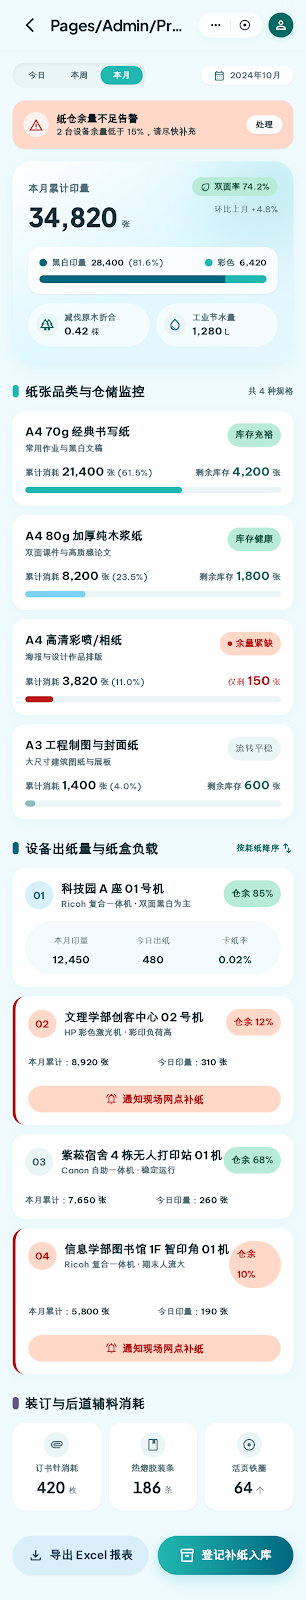 Pages/Admin/Pr...
今日 本周 本月 2024年10月
纸仓余量不足告警
2 台设备余量低于 15%，请尽快补充
处理
本月累计印量
双面率 74.2%
34,820 张
环比上月 +4.8%
黑白印量 28,400 (81.6%) 彩色 6,420
减伐原木折合
0.42 棵
工业节水量
1,280 L
纸张品类与仓储监控 共 4 种规格
A4 70g 经典书写纸
常用作业与黑白文稿
库存充裕
累计消耗 21,400 张 (61.5%) 剩余库存 4,200 张
A4 80g 加厚纯木浆纸
双面课件与高质感论文
库存健康
累计消耗 8,200 张 (23.5%) 剩余库存 1,800 张
A4 高清彩喷/相纸
海报与设计作品排版
余量紧缺
累计消耗 3,820 张 (11.0%) 仅剩 150 张
A3 工程制图与封面纸
大尺寸建筑图纸与展板
流转平稳
累计消耗 1,400 张 (4.0%) 剩余库存 600 张
设备出纸量与纸盒负载 按耗纸降序
01
科技园 A 座 01 号机
Ricoh 复合一体机 · 双面黑白为主
仓余 85%
本月印量 今日出纸 卡纸率
12,450 480 0.02%
02
文理学部创客中心 02 号机
HP 彩色激光机 · 彩印负荷高
仓余 12%
本月累计：8,920 张 今日印量：310 张
通知现场网点补纸
03
紫菘宿舍 4 栋无人打印站 01 机
Canon 自助一体机 · 稳定运行
仓余 68%
本月累计：7,650 张 今日印量：260 张
04
信息学部图书馆 1F 智印角 01 机
Ricoh 复合一体机 · 期末人流大
仓余
10%
本月累计：5,800 张 今日印量：190 张
通知现场网点补纸
装订与后道辅料消耗
订书针消耗 热熔胶装条 活页铁圈
420 枚 186 条 64 个
导出 Excel 报表 登记补纸入库